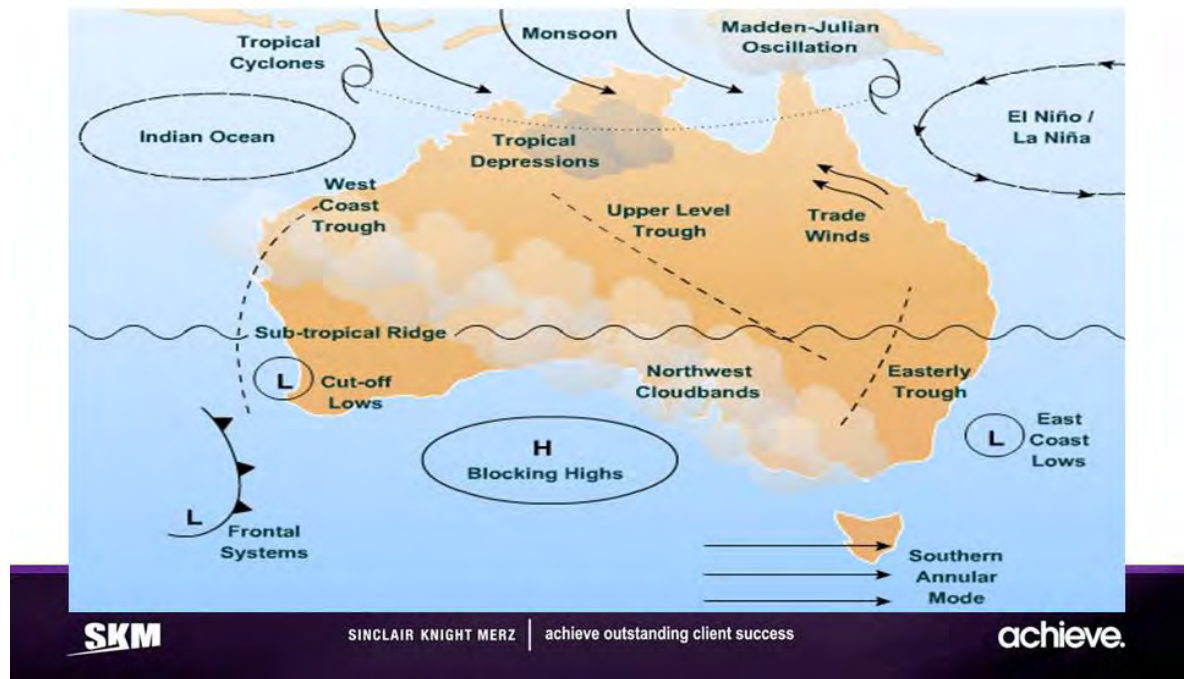 Tropical
Cyclones
Monsoon
Madden-Julian
Oscillation
Indian Ocean
El Niño /
La Niña
Tropical
Depressions
West
Coast
Trough
Upper Level
Trough
Trade
Winds
Sub-tropical Ridge
L
Cut-off
Lows
Northwest
Cloudbands
Easterly
Trough
H
Blocking Highs
L
East
Coast
Lows
L
Frontal
Systems
Southern
Annular
Mode
SKM
SINCLAIR KNIGHT MERZ | achieve outstanding client success
achieve.